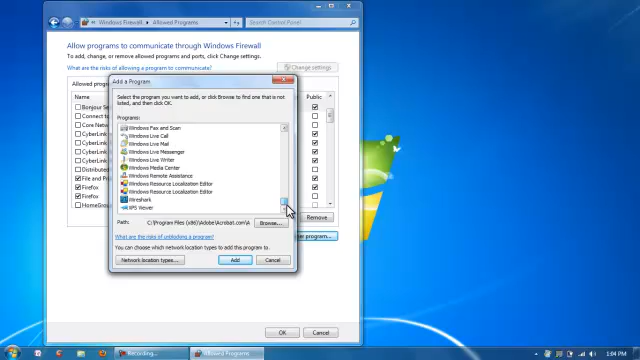 Windows Firewall ▸ Allowed Programs
Search Control Panel
Allow programs to communicate through Windows Firewall
To add, change, or remove allowed programs and ports, click Change settings.
What are the risks of allowing a program to communicate?
Change settings
Allowed program
Name
Public
Bonjour Se
Connect to
Core Netw
CyberLink
CyberLink
CyberLink
CyberLink
Distributed
File and Pri
Firefox
Firefox
HomeGrou
Remove
er program...
OK
Cancel
Add a Program
Select the program you want to add, or click Browse to find one that is not
listed, and then click OK.
Programs:
Windows Fax and Scan
Windows Live Call
Windows Live Mail
Windows Live Messenger
Windows Live Writer
Windows Media Center
Windows Remote Assistance
Windows Resource Localization Editor
Windows Resource Localization Editor
Wireshark
XPS Viewer
Path:
C:\Program Files (x86)\Adobe\Acrobat.com\A
Browse...
What are the risks of unblocking a program?
You can choose which network location types to add this program to.
Network location types...
Add
Cancel
Recording...
Allowed Programs
1:04 PM